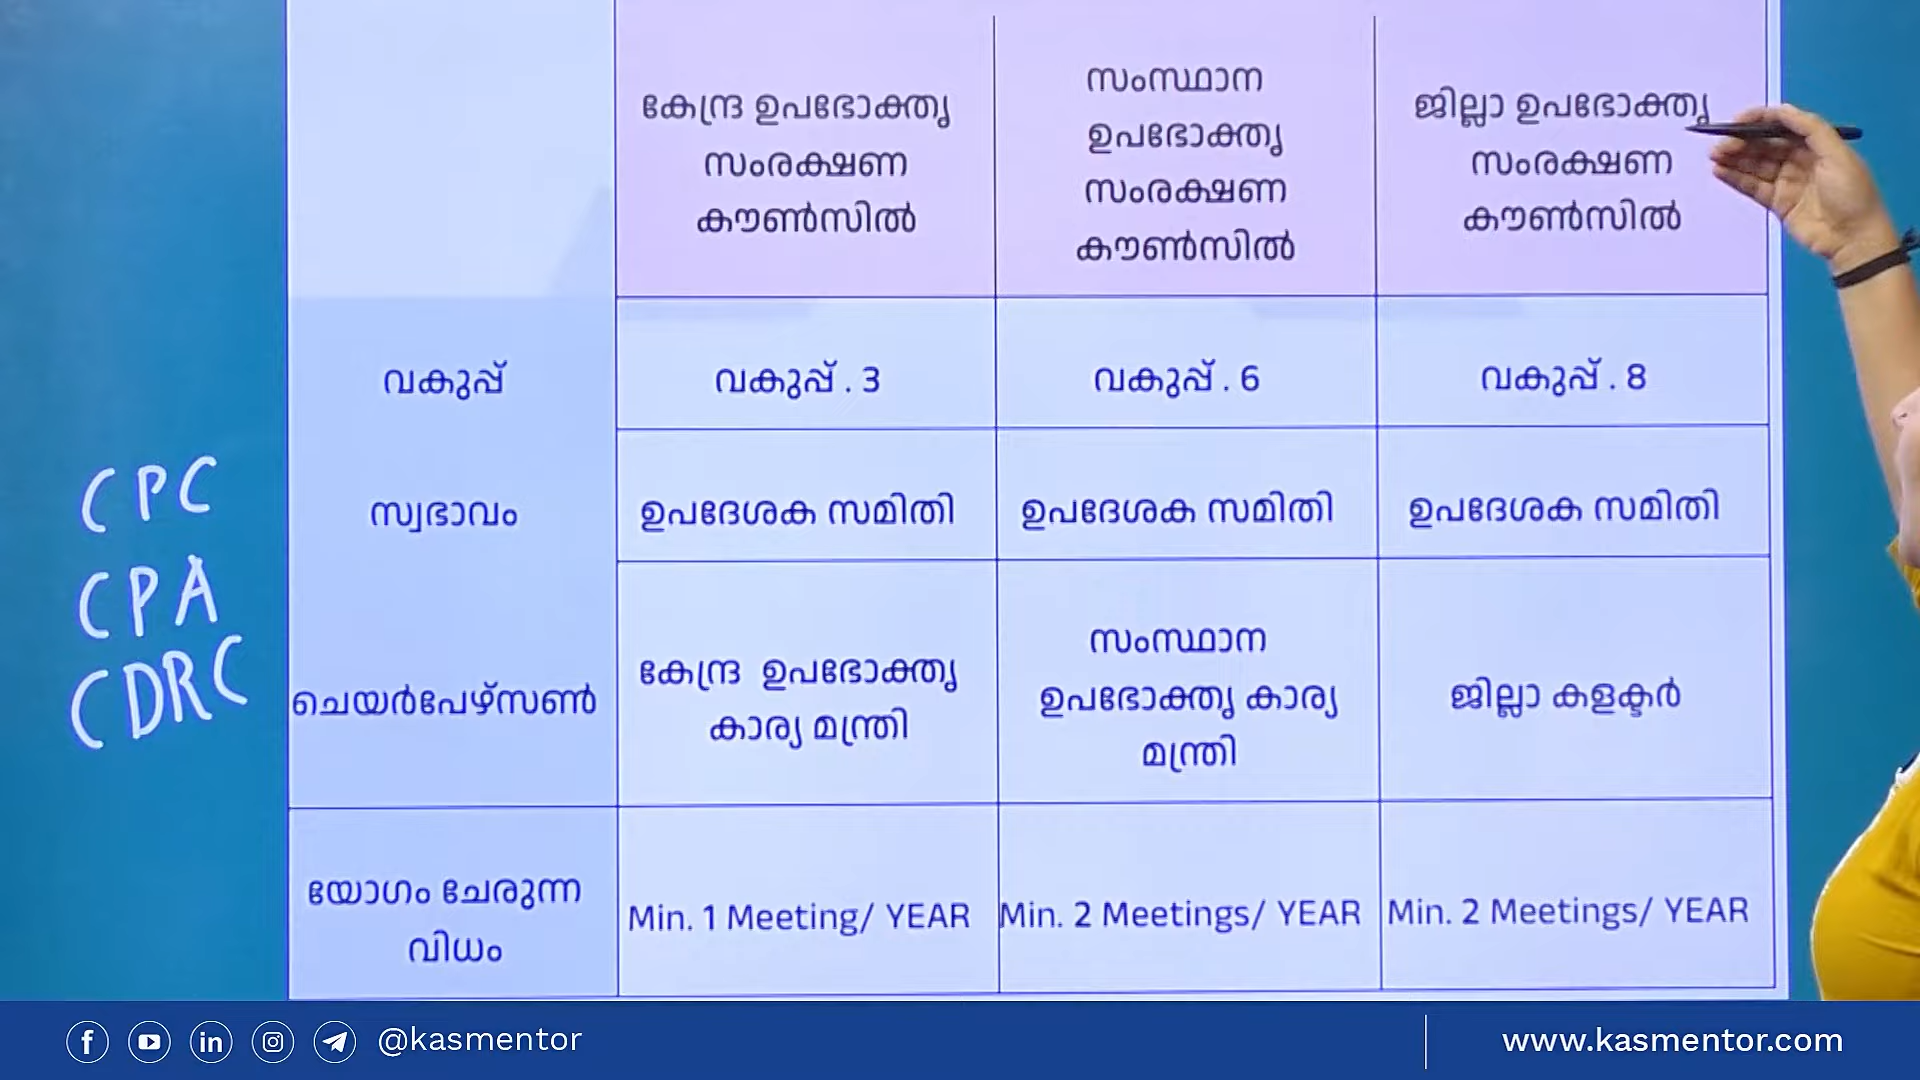 കേന്ദ്ര ഉപഭോക്തൃ
സംരക്ഷണ
കൗൺസിൽ
സംസ്ഥാന
ഉപഭോക്തൃ
സംരക്ഷണ
കൗൺസിൽ
ജില്ലാ ഉപഭോക്തൃ
സംരക്ഷണ
കൗൺസിൽ
വകുപ്പ്
വകുപ്പ് . 3
വകുപ്പ് . 6
വകുപ്പ് . 8
സ്വഭാവം
ഉപദേശക സമിതി
ഉപദേശക സമിതി
ഉപദേശക സമിതി
ചെയർപേഴ്സൺ
കേന്ദ്ര ഉപഭോക്തൃ
കാര്യ മന്ത്രി
സംസ്ഥാന
ഉപഭോക്തൃ കാര്യ
മന്ത്രി
ജില്ലാ കളക്ടർ
യോഗം ചേരുന്ന
വിധം
Min. 1 Meeting/ YEAR
Min. 2 Meetings/ YEAR
Min. 2 Meetings/ YEAR
CPC
CPA
CDRC
@kasmentor
www.kasmentor.com